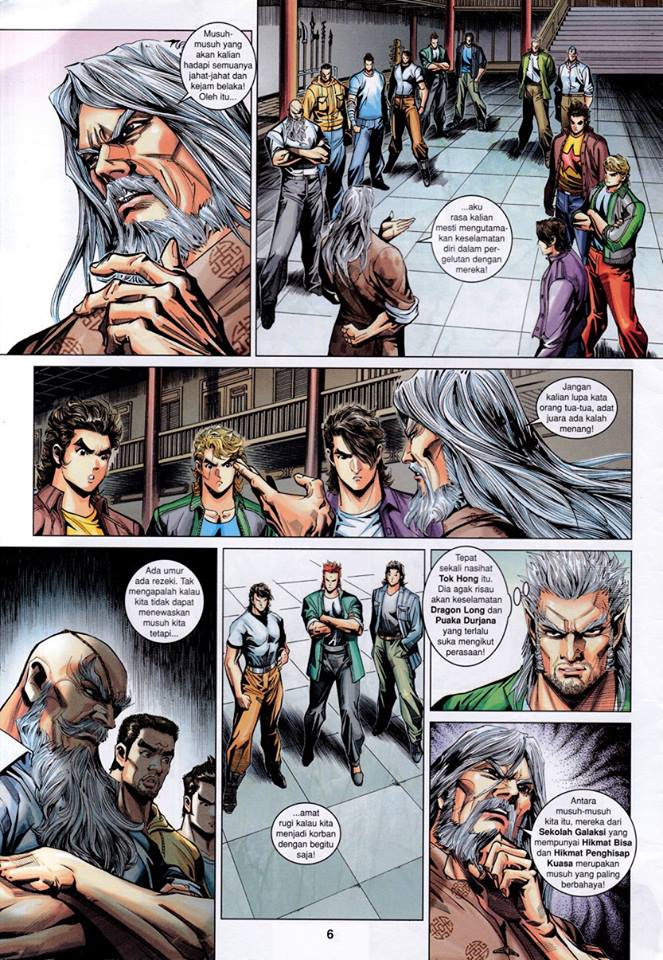 Musuh-
musuh yang
akan kalian
hadapi semuanya
jahat-jahat dan
kejam belaka!
Oleh itu...
...aku
rasa kalian
mesti mengutama-
kan keselamatan
diri dalam per-
gelutan dengan
mereka!
Jangan
kalian lupa kata
orang tua-tua, adat
juara ada kalah
menang!
Ada umur
ada rezeki. Tak
mengapalah kalau
kita tidak dapat
menewaskan
musuh kita
tetapi...
...amat
rugi kalau kita
menjadi korban
dengan begitu
saja!
Tepat
sekali nasihat
Tok Hong itu.
Dia agak risau
akan keselamatan
Dragon Long dan
Puaka Durjana
yang terlalu
suka mengikut
perasaan!
Antara
musuh-musuh
kita itu, mereka dari
Sekolah Galaksi yang
mempunyai Hikmat Bisa
dan Hikmat Penghisap
Kuasa merupakan
musuh yang paling
berbahaya!
6